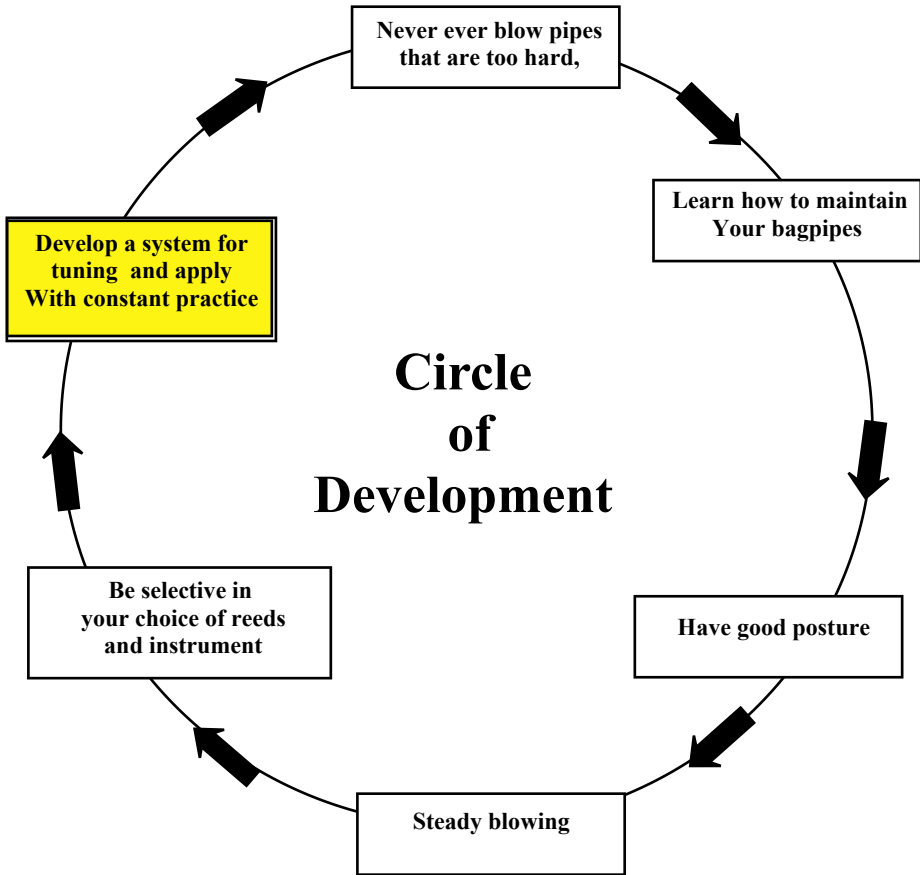 Never ever blow pipes
that are too hard,
Learn how to maintain
Your bagpipes
Develop a system for
tuning and apply
With constant practice
Circle
of
Development
Be selective in
your choice of reeds
and instrument
Have good posture
Steady blowing